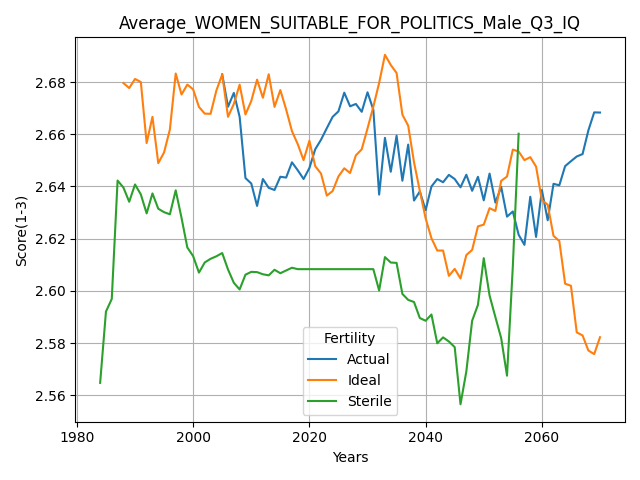 Average_WOMEN_SUITABLE_FOR_POLITICS_Male_Q3_IQ
Score(1-3)
2.68
2.66
2.64
2.62
2.60
2.58
2.56
Fertility
Actual
Ideal
Sterile
1980
2000
2020
2040
2060
Years